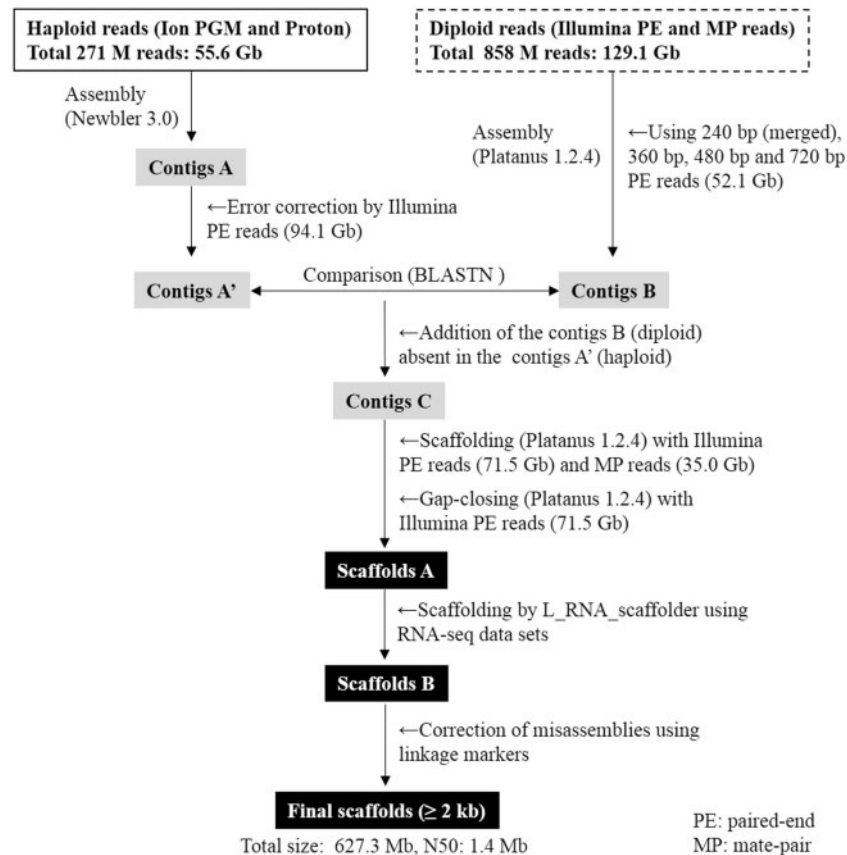 Haploid reads (Ion PGM and Proton)
Total 271 M reads: 55.6 Gb
Diploid reads (Illumina PE and MP reads)
Total  858 M reads: 129.1 Gb
Assembly
(Newbler 3.0)
Assembly
(Platanus 1.2.4)
←Using 240 bp (merged),
360 bp, 480 bp and 720 bp
PE reads (52.1 Gb)
Contigs A
←Error correction by Illumina
PE reads (94.1 Gb)
Contigs A’
Comparison (BLASTN )
Contigs B
←Addition of the contigs B (diploid)
absent in the  contigs A’ (haploid)
Contigs C
←Scaffolding (Platanus 1.2.4) with Illumina
PE reads (71.5 Gb) and MP reads (35.0 Gb)
←Gap-closing (Platanus 1.2.4) with
Illumina PE reads (71.5 Gb)
Scaffolds A
←Scaffolding by L_RNA_scaffolder using
RNA-seq data sets
Scaffolds B
←Correction of misassemblies using
linkage markers
Final scaffolds (≥ 2 kb)
Total size:  627.3 Mb, N50: 1.4 Mb
PE: paired-end
MP: mate-pair